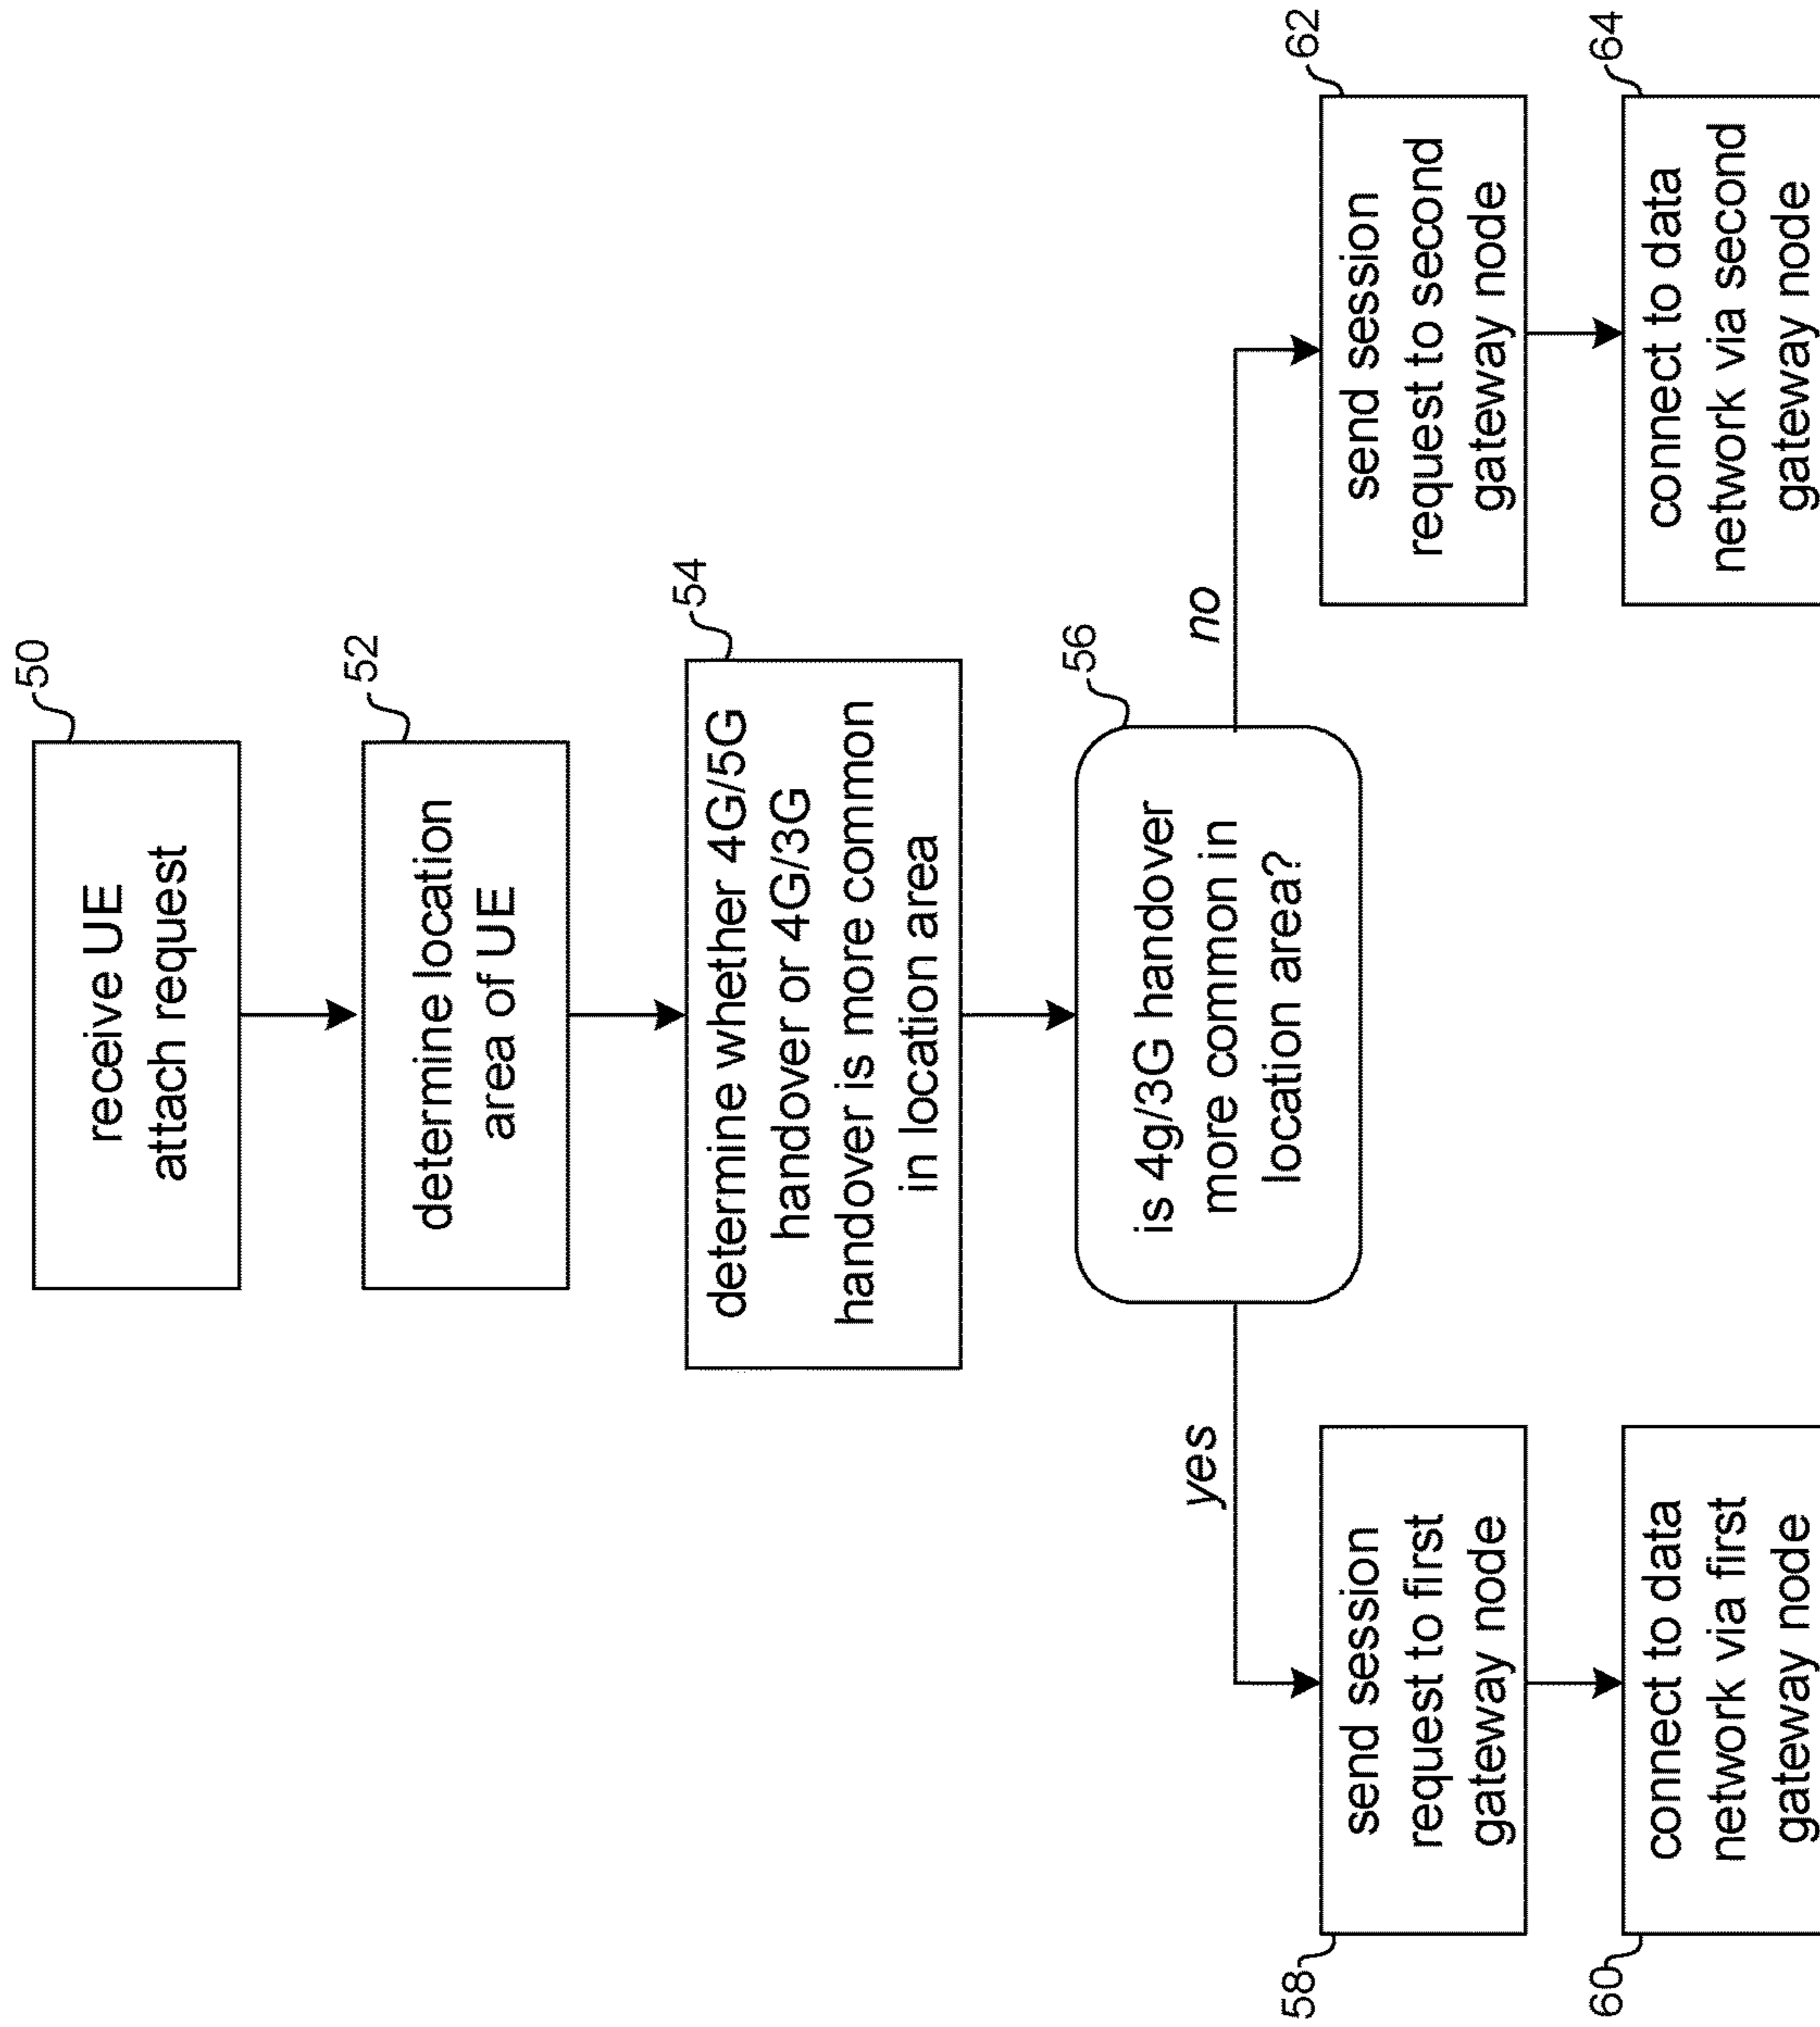 50
receive UE
attach request
52
determine location
area of UE
54
determine whether 4G/5G
handover or 4G/3G
handover is more common
in location area
56
is 4g/3G handover
more common in
location area?
yes
no
58
send session
request to first
gateway node
62
send session
request to second
gateway node
60
connect to data
network via first
gateway node
64
connect to data
network via second
gateway node